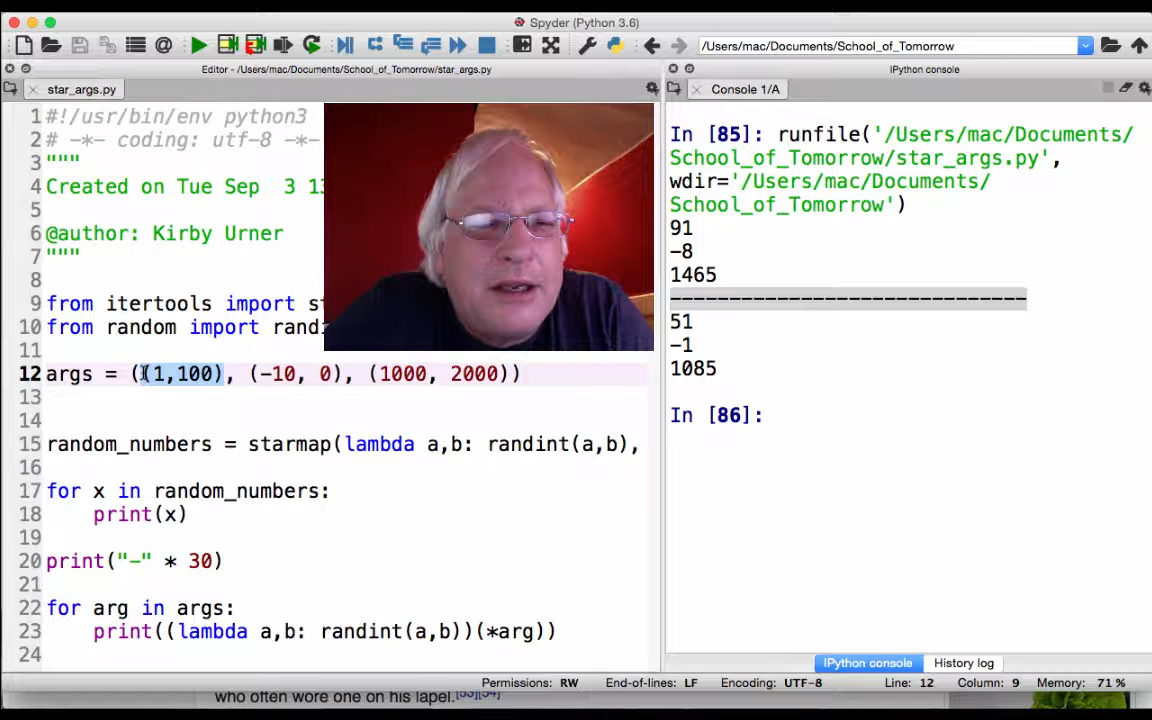 Spyder (Python 3.6)
/Users/mac/Documents/School_of_Tomorrow
Editor - /Users/mac/Documents/School_of_Tomorrow/star_args.py
IPython console
star_args.py
Console 1/A
1 #!/usr/bin/env python3
2 # -*- coding: utf-8 -*-
3 """
4 Created on Tue Sep  3 13
5
6 @author: Kirby Urner
7 """
8
9 from itertools import st
10 from random import randi
11
12 args = ((1,100), (-10, 0), (1000, 2000))
13
14
15 random_numbers = starmap(lambda a,b: randint(a,b),
16
17 for x in random_numbers:
18     print(x)
19
20 print("-" * 30)
21
22 for arg in args:
23     print((lambda a,b: randint(a,b))(*arg))
24
In [85]: runfile('/Users/mac/Documents/
School_of_Tomorrow/star_args.py',
wdir='/Users/mac/Documents/
School_of_Tomorrow')
91
-8
1465
------------------------------
51
-1
1085
In [86]:
IPython console
History log
Permissions: RW End-of-lines: LF Encoding: UTF-8 Line: 12 Column: 9 Memory: 71 %
who often wore one on his lapel.[53][54]